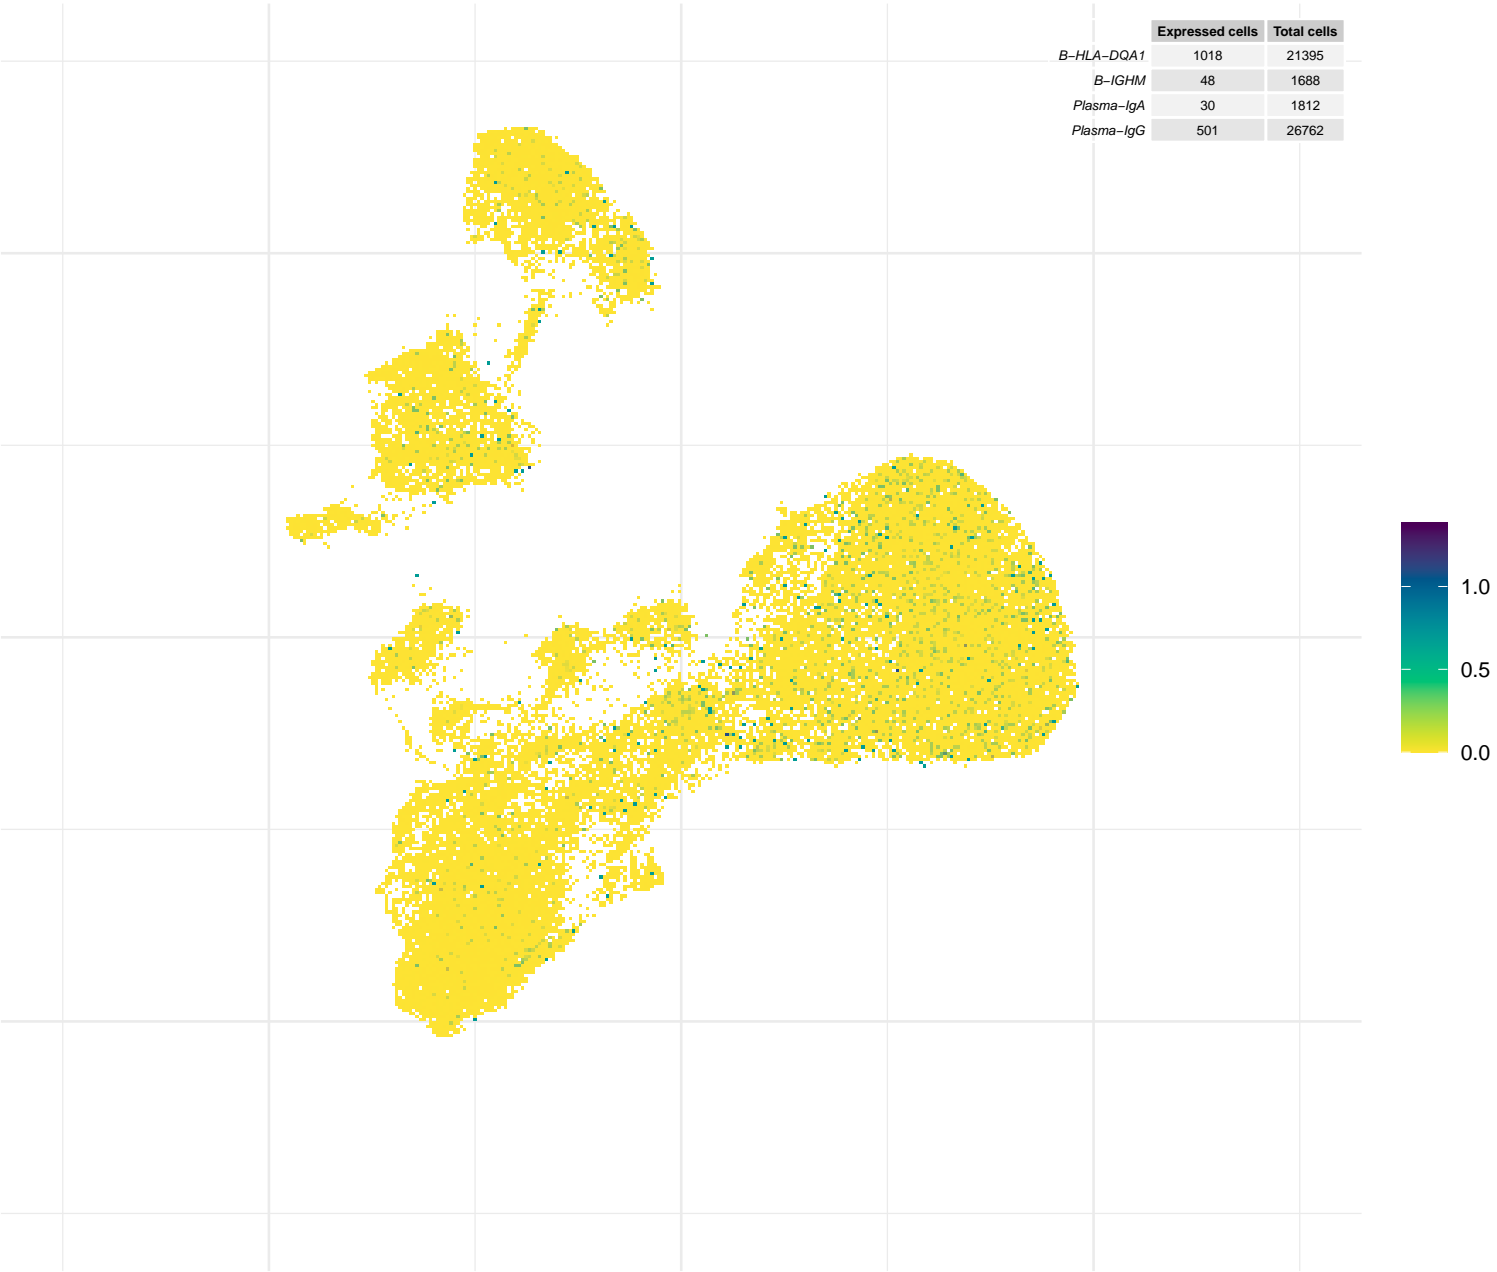 Expressed cells Total cells
B−HLA−DQA1 1018 21395
B−IGHM 48 1688
Plasma−IgA 30 1812
Plasma−IgG 501 26762
1.0
0.5
0.0